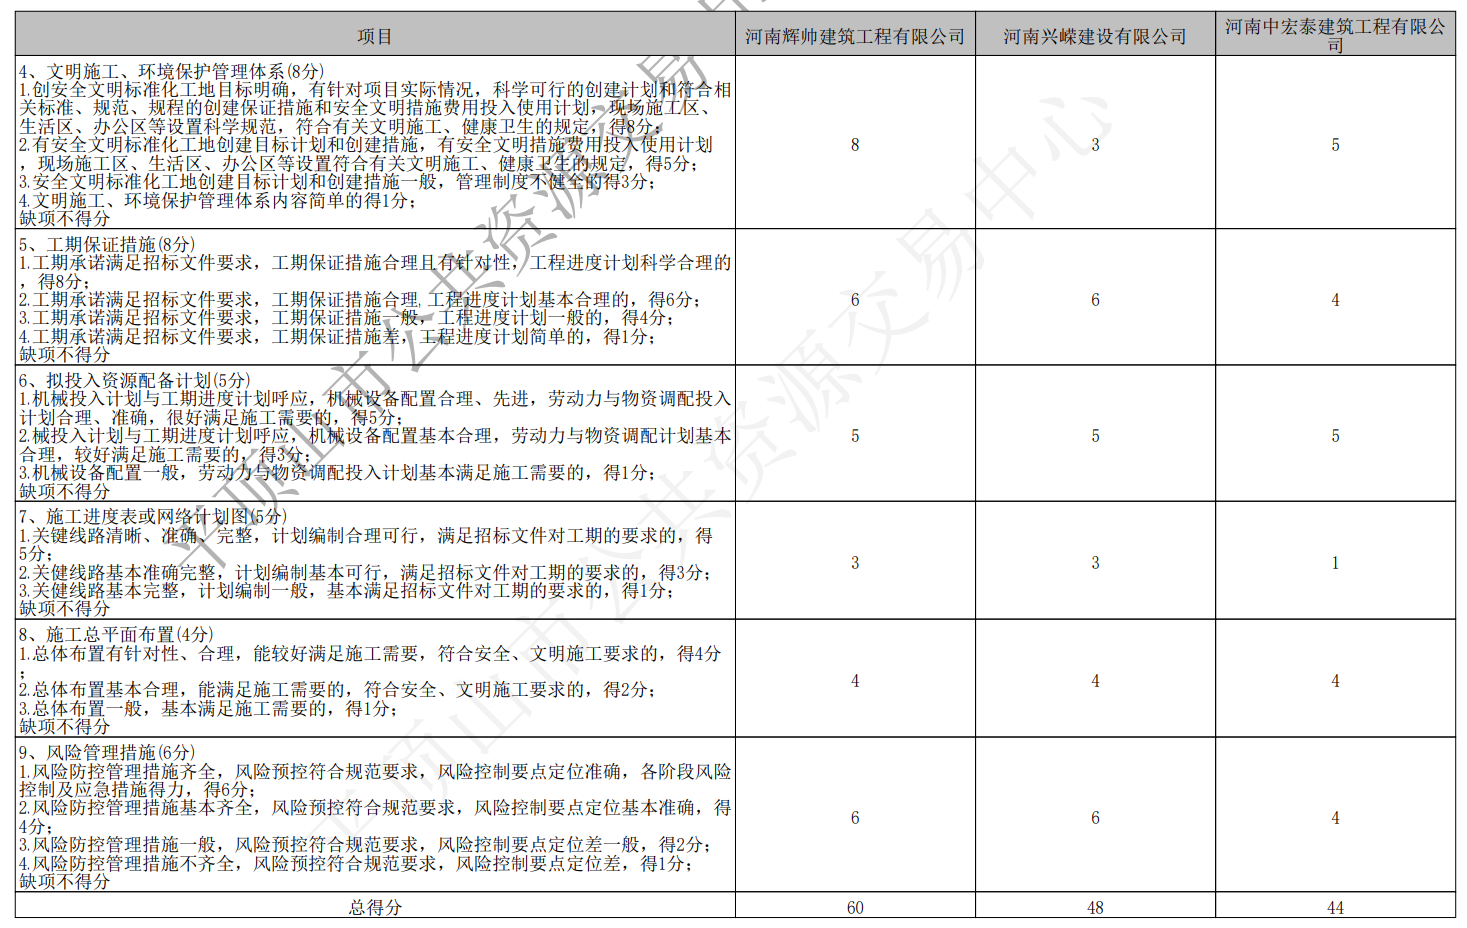 项目
河南辉帅建筑工程有限公司
河南兴嵘建设有限公司
河南中宏泰建筑工程有限公
司
4、文明施工、环境保护管理体系(8分)
1.创安全文明标准化工地目标明确，有针对项目实际情况，科学可行的创建计划和符合相
关标准、规范、规程的创建保证措施和安全文明措施费用投入使用计划，现场施工区、
生活区、办公区等设置科学规范，符合有关文明施工、健康卫生的规定，得8分；
2.有安全文明标准化工地创建目标计划和创建措施，有安全文明措施费用投入使用计划
，现场施工区、生活区、办公区等设置符合有关文明施工、健康卫生的规定，得5分；
3.安全文明标准化工地创建目标计划和创建措施一般，管理制度不健全的得3分；
4.文明施工、环境保护管理体系内容简单的得1分；
缺项不得分
8
3
5
5、工期保证措施(8分)
1.工期承诺满足招标文件要求，工期保证措施合理且有针对性，工程进度计划科学合理的
，得8分；
2.工期承诺满足招标文件要求，工期保证措施合理,工程进度计划基本合理的，得6分；
3.工期承诺满足招标文件要求，工期保证措施一般，工程进度计划一般的，得4分；
4.工期承诺满足招标文件要求，工期保证措施差，工程进度计划简单的，得1分；
缺项不得分
6
6
4
6、拟投入资源配备计划(5分)
1.机械投入计划与工期进度计划呼应，机械设备配置合理、先进，劳动力与物资调配投入
计划合理、准确，很好满足施工需要的，得5分；
2.械投入计划与工期进度计划呼应，机械设备配置基本合理，劳动力与物资调配计划基本
合理，较好满足施工需要的，得3分；
3.机械设备配置一般，劳动力与物资调配投入计划基本满足施工需要的，得1分；
缺项不得分
5
5
5
7、施工进度表或网络计划图(5分)
1.关键线路清晰、准确、完整，计划编制合理可行，满足招标文件对工期的要求的，得
5分；
2.关健线路基本准确完整，计划编制基本可行，满足招标文件对工期的要求的，得3分；
3.关健线路基本完整，计划编制一般，基本满足招标文件对工期的要求的，得1分；
缺项不得分
3
3
1
8、施工总平面布置(4分)
1.总体布置有针对性、合理，能较好满足施工需要，符合安全、文明施工要求的，得4分
；
2.总体布置基本合理，能满足施工需要的，符合安全、文明施工要求的，得2分；
3.总体布置一般，基本满足施工需要的，得1分；
缺项不得分
4
4
4
9、风险管理措施(6分)
1.风险防控管理措施齐全，风险预控符合规范要求，风险控制要点定位准确，各阶段风险
控制及应急措施得力，得6分；
2.风险防控管理措施基本齐全，风险预控符合规范要求，风险控制要点定位基本准确，得
4分；
3.风险防控管理措施一般，风险预控符合规范要求，风险控制要点定位差一般，得2分；
4.风险防控管理措施不齐全，风险预控符合规范要求，风险控制要点定位差，得1分；
缺项不得分
6
6
4
总得分
60
48
44
平顶山市公共资源交易中
平顶山市公共资源交易中心